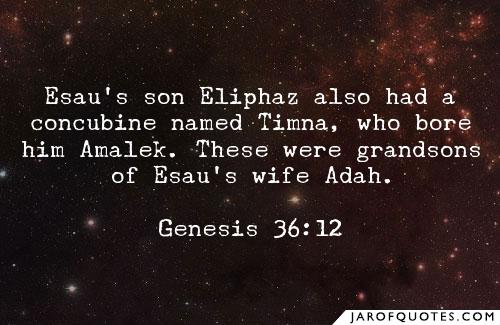 Esau's son Eliphaz also had a
concubine named Timna, who bore
him Amalek. These were grandsons
of Esau's wife Adah.
Genesis 36:12
JAROFQUOTES.COM